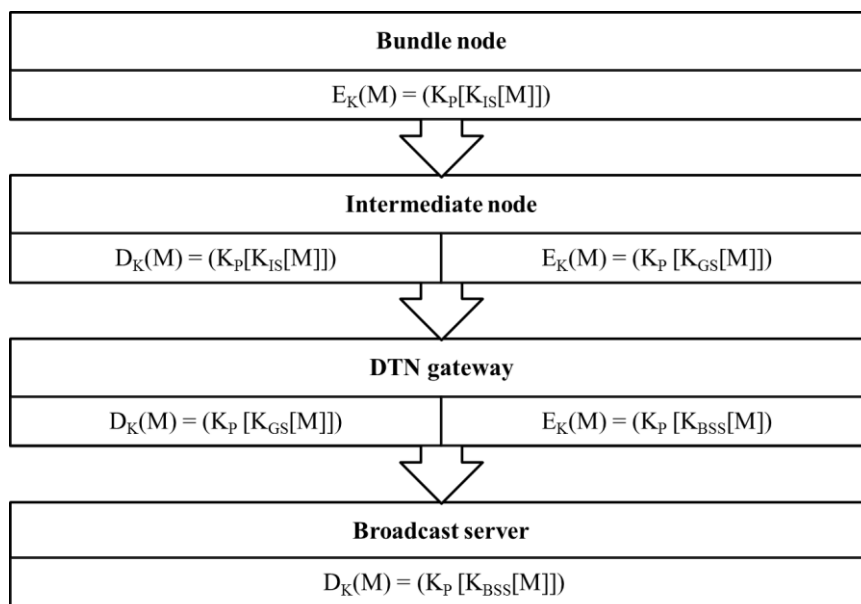 Bundle node
E_K(M) = (K_P[K_IS[M]])
Intermediate node
D_K(M) = (K_P[K_IS[M]])
E_K(M) = (K_P [K_GS[M]])
DTN gateway
D_K(M) = (K_P [K_GS[M]])
E_K(M) = (K_P [K_BSS[M])
Broadcast server
D_K(M) = (K_P [K_BSS[M]])